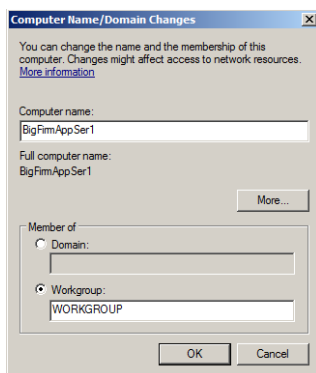 Computer Name/Domain Changes
You can change the name and the membership of this
computer. Changes might affect access to network resources.
More information
Computer name:
BigFirmAppSer1
Full computer name:
BigFirmAppSer1
More...
Member of
Domain:
Workgroup:
WORKGROUP
OK Cancel